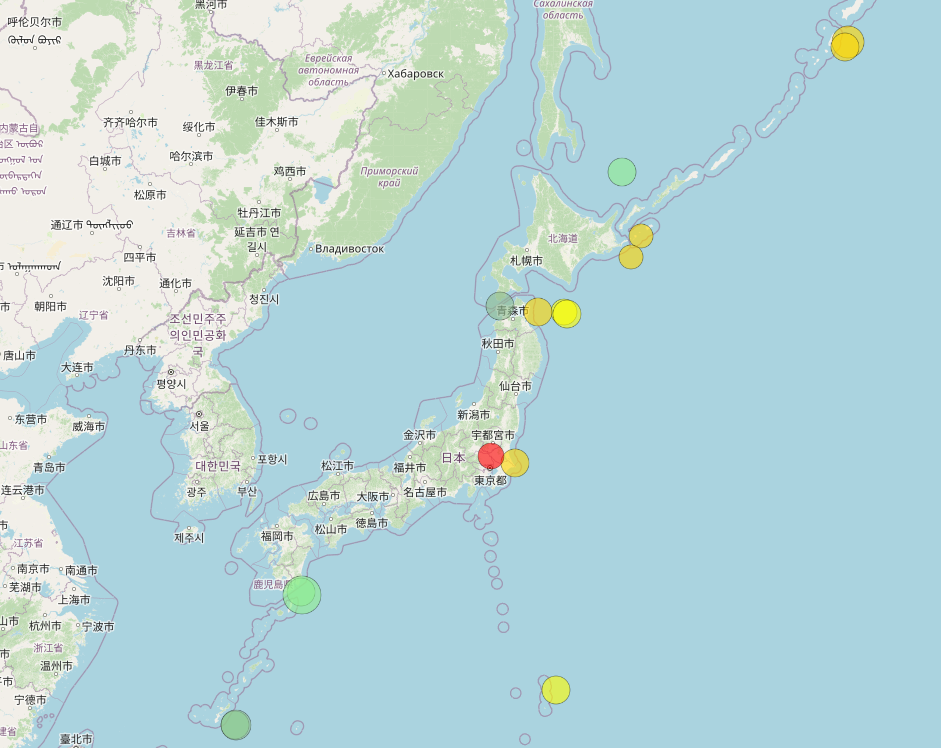 黑河市
Сахалинская
область
呼伦贝尔市
Еврейская
автономная
область
黑龙江省
Хабаровск
伊春市
齐齐哈尔市
绥化市
佳木斯市
内蒙古自
白城市
哈尔滨市
鸡西市
Приморский
край
松原市
牡丹江市
通辽市
吉林省
延吉市 연
길시
Владивосток
北海道
四平市
札幌市
沈阳市
通化市
朝阳市
청진시
辽宁省
조선민주주
의인민공화
국
青森市
秋田市
唐山市
丹东市
大连市
평양시
仙台市
东营市
威海市
서울
新潟市
金沢市
宇都宮市
山东省
青岛市
대한민국
포항시
松江市
福井市
日本
東京都
连云港市
광주
부산
広島市
大阪市
名古屋市
徳島市
松山市
제주시
福岡市
江苏省
南京市
南通市
芜湖市
上海市
鹿児島県
杭州市
宁波市
浙江省
温州市
宁德市
臺北市